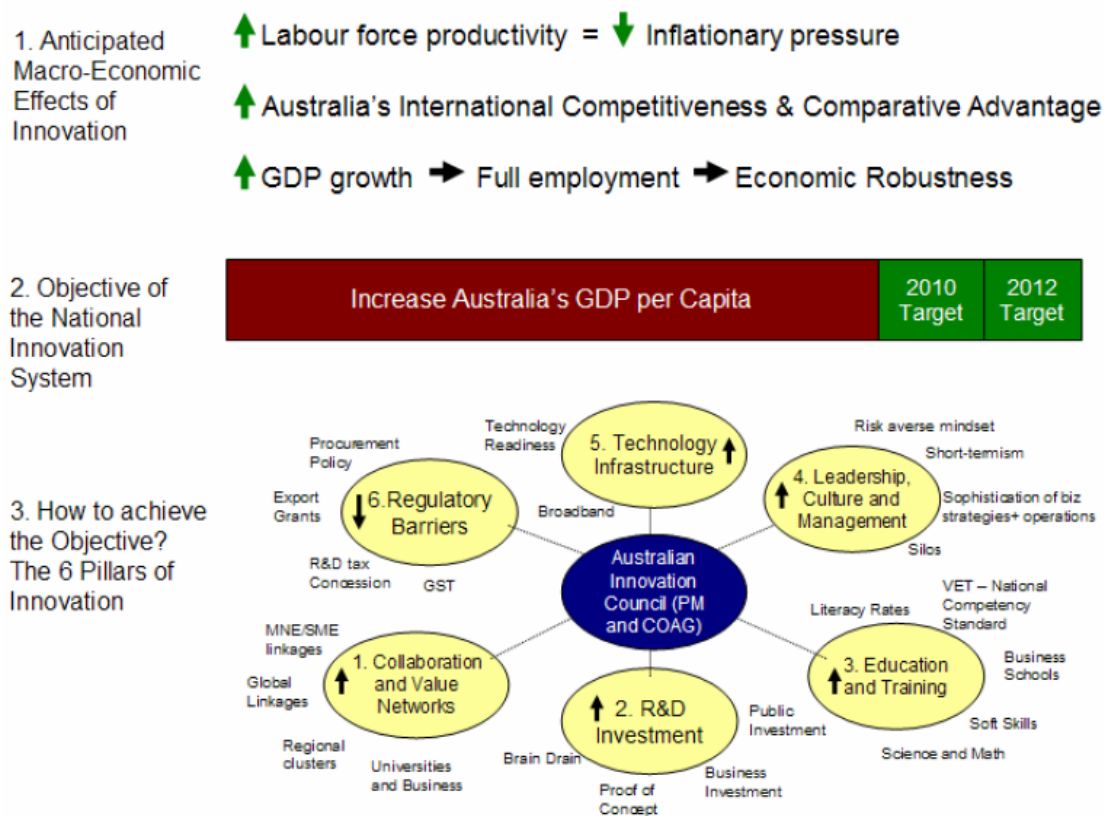 1. Anticipated
Macro-Economic
Effects of
Innovation
Labour force productivity = Inflationary pressure
Australia's International Competitiveness & Comparative Advantage
GDP growth Full employment Economic Robustness
2. Objective of
the National
Innovation
System
Increase Australia's GDP per Capita
2010
Target
2012
Target
3. How to achieve
the Objective?
The 6 Pillars of
Innovation
Procurement
Policy
Export
Grants
R&D tax
Concession
GST
6.Regulatory
Barriers
Technology
Readiness
5. Technology
Infrastructure
Broadband
Risk averse mindset
Short-termism
4. Leadership,
Culture and
Management
Sophistication of biz
strategies+ operations
Silos
Australian
Innovation
Council (PM
and COAG)
MNE/SME
linkages
Global
Linkages
1. Collaboration
and Value
Networks
Regional
clusters
Universities
and Business
2. R&D
Investment
Public
Investment
Brain Drain
Proof of
Concept
Business
Investment
Literacy Rates
VET – National
Competency
Standard
3. Education
and Training
Business
Schools
Soft Skills
Science and Math